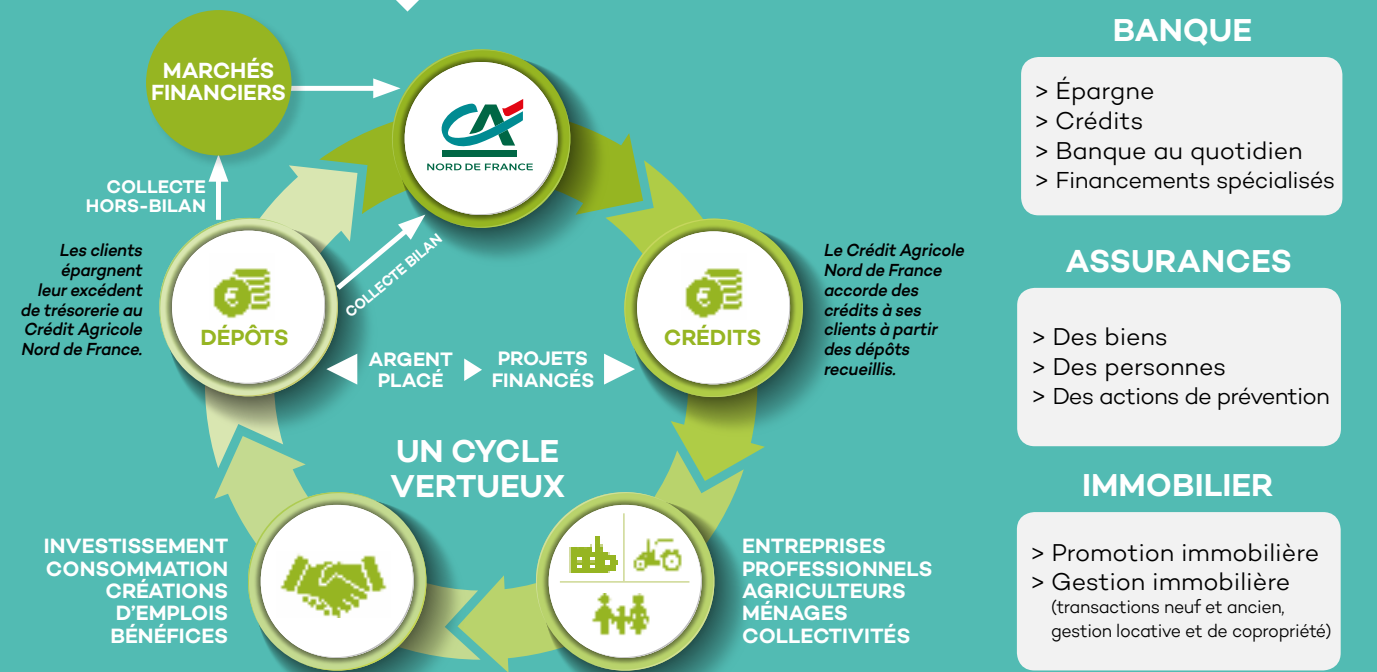 MARCHÉS
FINANCIERS
CA
NORD DE FRANCE
COLLECTE
HORS-BILAN
COLLECTE BILAN
Les clients
épargnent
leur excédent
de trésorerie au
Crédit Agricole
Nord de France.
DÉPÔTS
ARGENT
PLACÉ
PROJETS
FINANCÉS
CRÉDITS
Le Crédit Agricole
Nord de France
accorde des
crédits à ses
clients à partir
des dépôts
recueillis.
UN CYCLE
VERTUEUX
INVESTISSEMENT
CONSOMMATION
CRÉATIONS
D'EMPLOIS
BÉNÉFICES
ENTREPRISES
PROFESSIONNELS
AGRICULTEURS
MÉNAGES
COLLECTIVITÉS
BANQUE
> Épargne
> Crédits
> Banque au quotidien
> Financements spécialisés
ASSURANCES
> Des biens
> Des personnes
> Des actions de prévention
IMMOBILIER
> Promotion immobilière
> Gestion immobilière
(transactions neuf et ancien,
gestion locative et de copropriété)